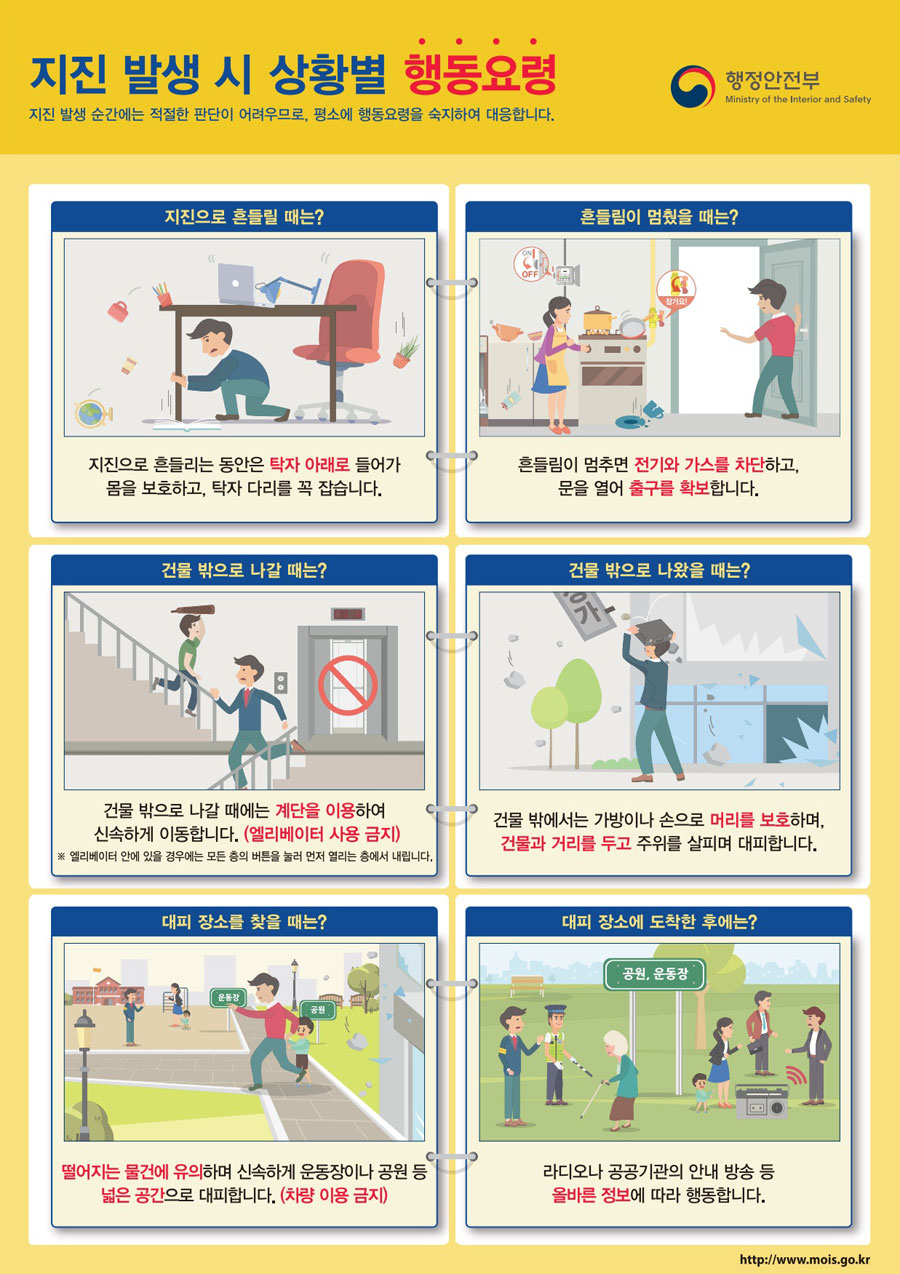 지진 발생 시 상황별 행동요령
지진 발생 순간에는 적절한 판단이 어려우므로, 평소에 행동요령을 숙지하여 대응합니다.
행정안전부
Ministry of the Interior and Safety
지진으로 흔들릴 때는?
지진으로 흔들리는 동안은 탁자 아래로 들어가
몸을 보호하고, 탁자 다리를 꼭 잡습니다.
흔들림이 멈췄을 때는?
ON
OFF
잠가요!
흔들림이 멈추면 전기와 가스를 차단하고,
문을 열어 출구를 확보합니다.
건물 밖으로 나갈 때는?
건물 밖으로 나갈 때에는 계단을 이용하여
신속하게 이동합니다. (엘리베이터 사용 금지)
※ 엘리베이터 안에 있을 경우에는 모든 층의 버튼을 눌러 먼저 열리는 층에서 내립니다.
건물 밖으로 나왔을 때는?
가
건물 밖에서는 가방이나 손으로 머리를 보호하며,
건물과 거리를 두고 주위를 살피며 대피합니다.
대피 장소를 찾을 때는?
운동장
공원
떨어지는 물건에 유의하며 신속하게 운동장이나 공원 등
넓은 공간으로 대피합니다. (차량 이용 금지)
대피 장소에 도착한 후에는?
공원, 운동장
라디오나 공공기관의 안내 방송 등
올바른 정보에 따라 행동합니다.
http://www.mois.go.kr